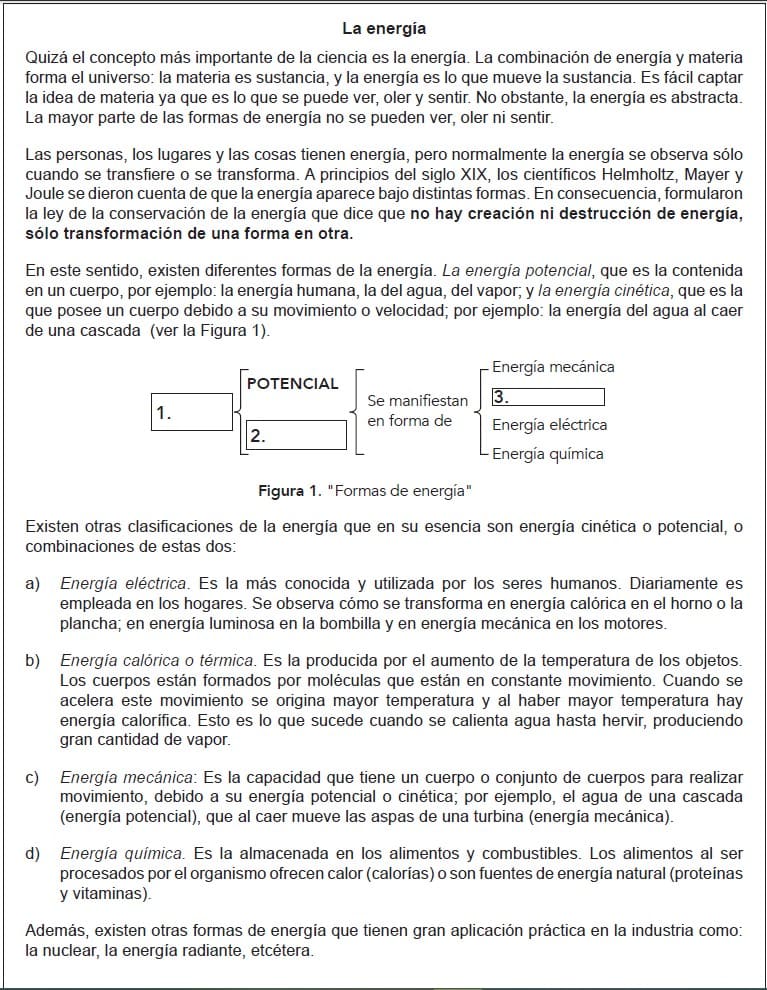 La energía
Quizá el concepto más importante de la ciencia es la energía. La combinación de energía y materia
forma el universo: la materia es sustancia, y la energía es lo que mueve la sustancia. Es fácil captar
la idea de materia ya que es lo que se puede ver, oler y sentir. No obstante, la energía es abstracta.
La mayor parte de las formas de energía no se pueden ver, oler ni sentir.
Las personas, los lugares y las cosas tienen energía, pero normalmente la energía se observa sólo
cuando se transfiere o se transforma. A principios del siglo XIX, los científicos Helmholtz, Mayer y
Joule se dieron cuenta de que la energía aparece bajo distintas formas. En consecuencia, formularon
la ley de la conservación de la energía que dice que no hay creación ni destrucción de energía,
sólo transformación de una forma en otra.
En este sentido, existen diferentes formas de la energía. La energía potencial, que es la contenida
en un cuerpo, por ejemplo: la energía humana, la del agua, del vapor; y la energía cinética, que es la
que posee un cuerpo debido a su movimiento o velocidad; por ejemplo: la energía del agua al caer
de una cascada (ver la Figura 1).
1.
POTENCIAL
2.
Se manifiestan
en forma de
Energía mecánica
3.
Energía eléctrica
Energía química
Figura 1. "Formas de energía"
Existen otras clasificaciones de la energía que en su esencia son energía cinética o potencial, o
combinaciones de estas dos:
a) Energía eléctrica. Es la más conocida y utilizada por los seres humanos. Diariamente es
empleada en los hogares. Se observa cómo se transforma en energía calórica en el horno o la
plancha; en energía luminosa en la bombilla y en energía mecánica en los motores.
b) Energía calórica o térmica. Es la producida por el aumento de la temperatura de los objetos.
Los cuerpos están formados por moléculas que están en constante movimiento. Cuando se
acelera este movimiento se origina mayor temperatura y al haber mayor temperatura hay
energía calorífica. Esto es lo que sucede cuando se calienta agua hasta hervir, produciendo
gran cantidad de vapor.
c) Energía mecánica: Es la capacidad que tiene un cuerpo o conjunto de cuerpos para realizar
movimiento, debido a su energía potencial o cinética; por ejemplo, el agua de una cascada
(energía potencial), que al caer mueve las aspas de una turbina (energía mecánica).
d) Energía química. Es la almacenada en los alimentos y combustibles. Los alimentos al ser
procesados por el organismo ofrecen calor (calorías) o son fuentes de energía natural (proteínas
y vitaminas).
Además, existen otras formas de energía que tienen gran aplicación práctica en la industria como:
la nuclear, la energía radiante, etcétera.